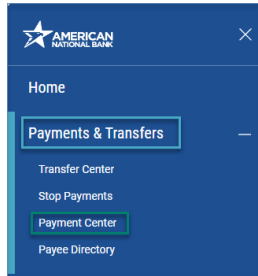 AMERICAN
NATIONAL BANK
Home
Payments & Transfers
Transfer Center
Stop Payments
Payment Center
Payee Directory